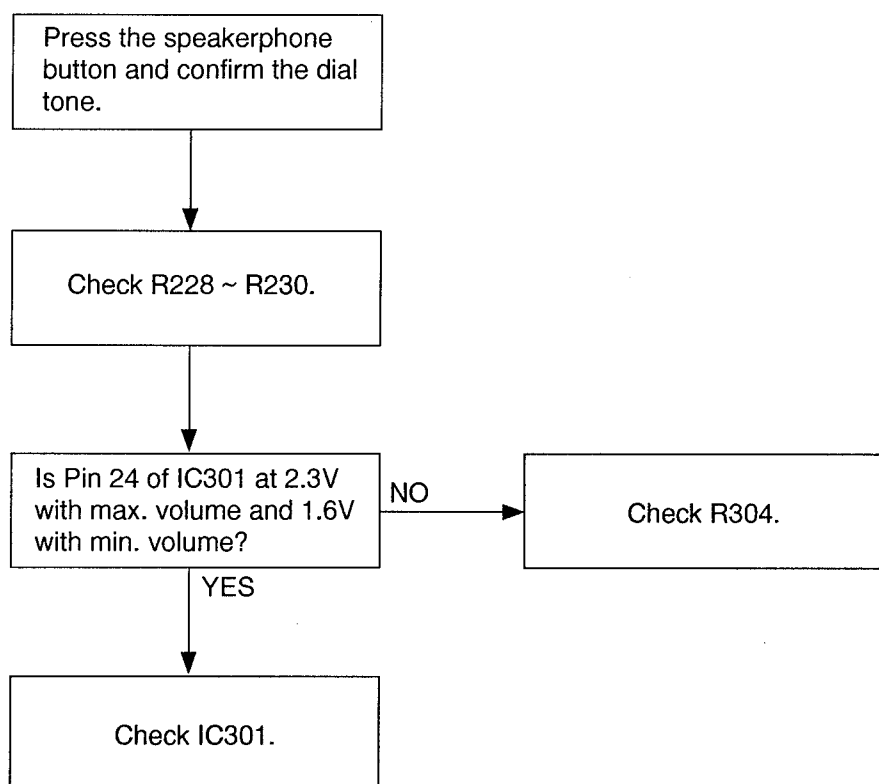 Press the speakerphone
button and confirm the dial
tone.
Check R228 ~ R230.
Is Pin 24 of IC301 at 2.3V
with max. volume and 1.6V
with min. volume?
NO
Check R304.
YES
Check IC301.